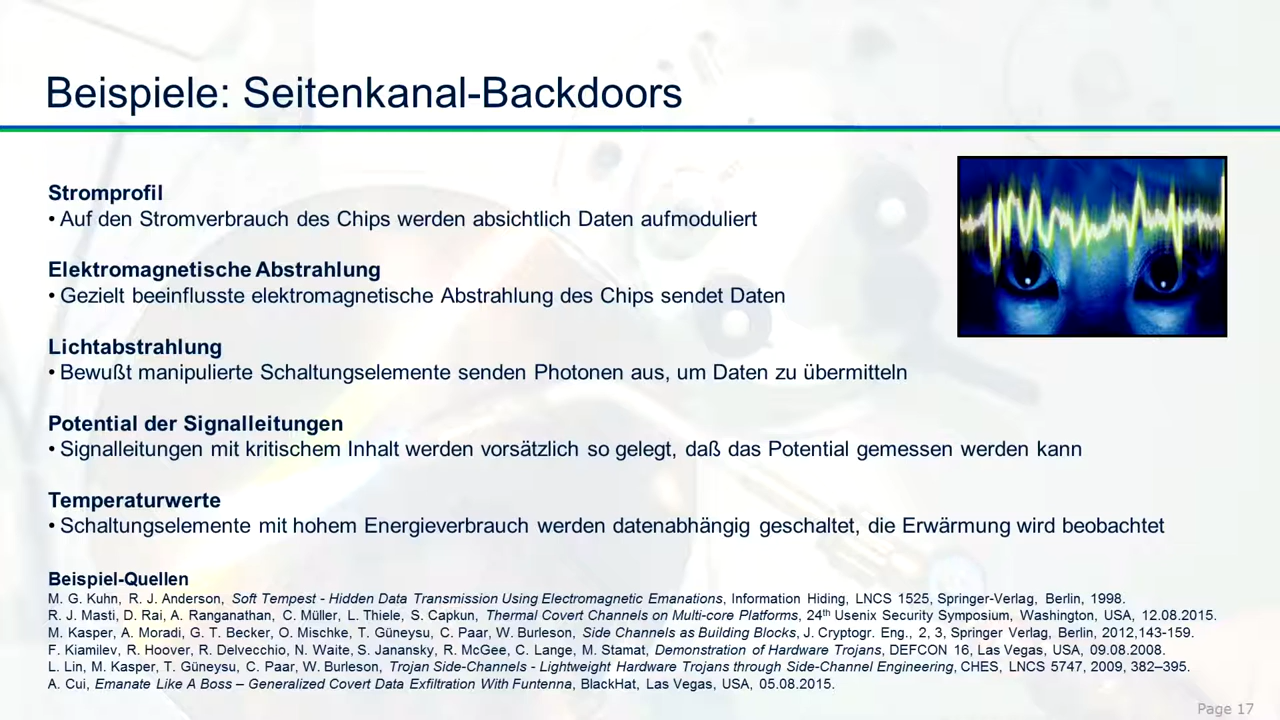 Beispiele: Seitenkanal-Backdoors
Stromprofil
• Auf den Stromverbrauch des Chips werden absichtlich Daten aufmoduliert
Elektromagnetische Abstrahlung
• Gezielt beeinflusste elektromagnetische Abstrahlung des Chips sendet Daten
Lichtabstrahlung
• Bewußt manipulierte Schaltungselemente senden Photonen aus, um Daten zu übermitteln
Potential der Signalleitungen
• Signalleitungen mit kritischem Inhalt werden vorsätzlich so gelegt, daß das Potential gemessen werden kann
Temperaturwerte
• Schaltungselemente mit hohem Energieverbrauch werden datenabhängig geschaltet, die Erwärmung wird beobachtet
Beispiel-Quellen
M. G. Kuhn, R. J. Anderson, Soft Tempest - Hidden Data Transmission Using Electromagnetic Emanations, Information Hiding, LNCS 1525, Springer-Verlag, Berlin, 1998.
R. J. Masti, D. Rai, A. Ranganathan, C. Müller, L. Thiele, S. Capkun, Thermal Covert Channels on Multi-core Platforms, 24th Usenix Security Symposium, Washington, USA, 12.08.2015.
M. Kasper, A. Moradi, G. T. Becker, O. Mischke, T. Güneysu, C. Paar, W. Burleson, Side Channels as Building Blocks, J. Cryptogr. Eng., 2, 3, Springer Verlag, Berlin, 2012,143-159.
F. Kiamilev, R. Hoover, R. Delvecchio, N. Waite, S. Janansky, R. McGee, C. Lange, M. Stamat, Demonstration of Hardware Trojans, DEFCON 16, Las Vegas, USA, 09.08.2008.
L. Lin, M. Kasper, T. Güneysu, C. Paar, W. Burleson, Trojan Side-Channels - Lightweight Hardware Trojans through Side-Channel Engineering, CHES, LNCS 5747, 2009, 382–395.
A. Cui, Emanate Like A Boss – Generalized Covert Data Exfiltration With Funtenna, BlackHat, Las Vegas, USA, 05.08.2015.
Page 17